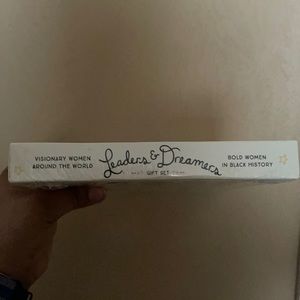 VISIONARY WOMEN
AROUND THE WORLD
Leaders & Dreamers
GIFT SET
BOLD WOMEN
IN BLACK HISTORY